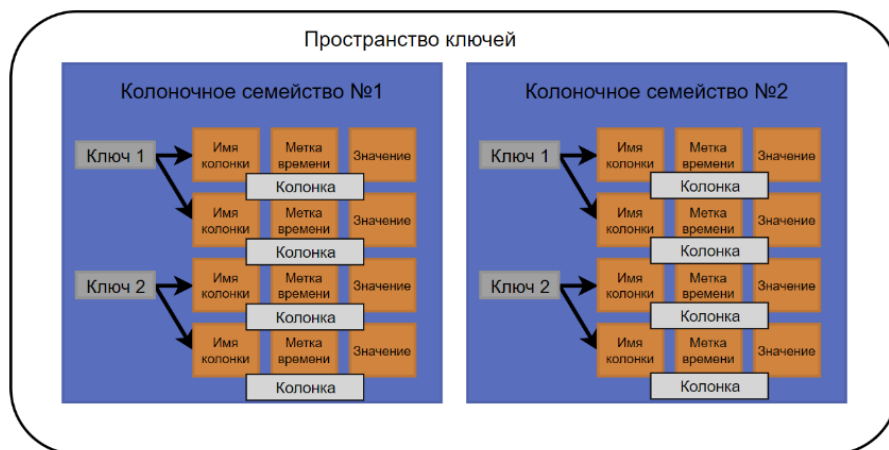 Пространство ключей
Колоночное семейство №1
Ключ 1
Имя
колонки
Метка
времени
Значение
Колонка
Имя
колонки
Метка
времени
Значение
Колонка
Ключ 2
Имя
колонки
Метка
времени
Значение
Колонка
Имя
колонки
Метка
времени
Значение
Колонка
Колоночное семейство №2
Ключ 1
Имя
колонки
Метка
времени
Значение
Колонка
Имя
колонки
Метка
времени
Значение
Колонка
Ключ 2
Имя
колонки
Метка
времени
Значение
Колонка
Имя
колонки
Метка
времени
Значение
Колонка